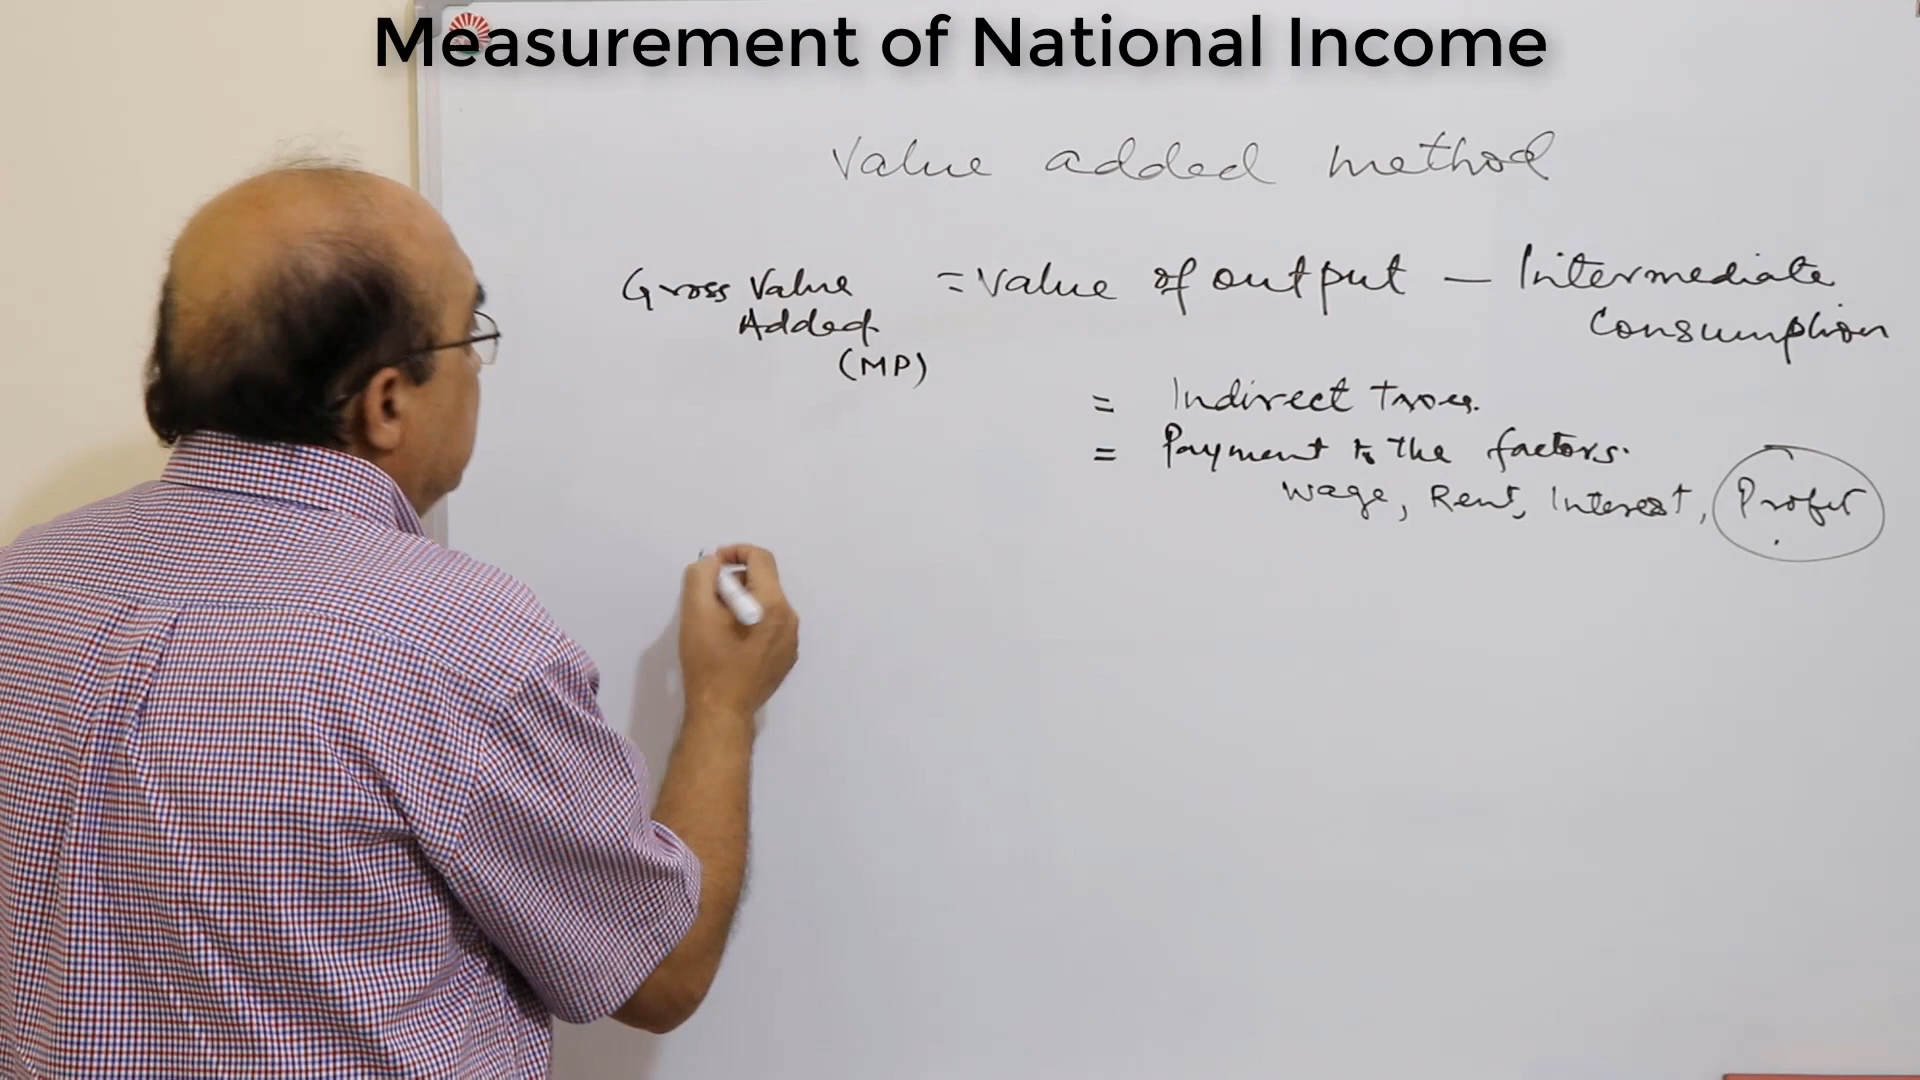 Measurement of National Income
Value added method
Gross Value = Value of output – Intermediate
Added Consumption
(MP)
= Indirect Taxes.
= Payment to the factors.
Wage, Rent, Interest, Profit